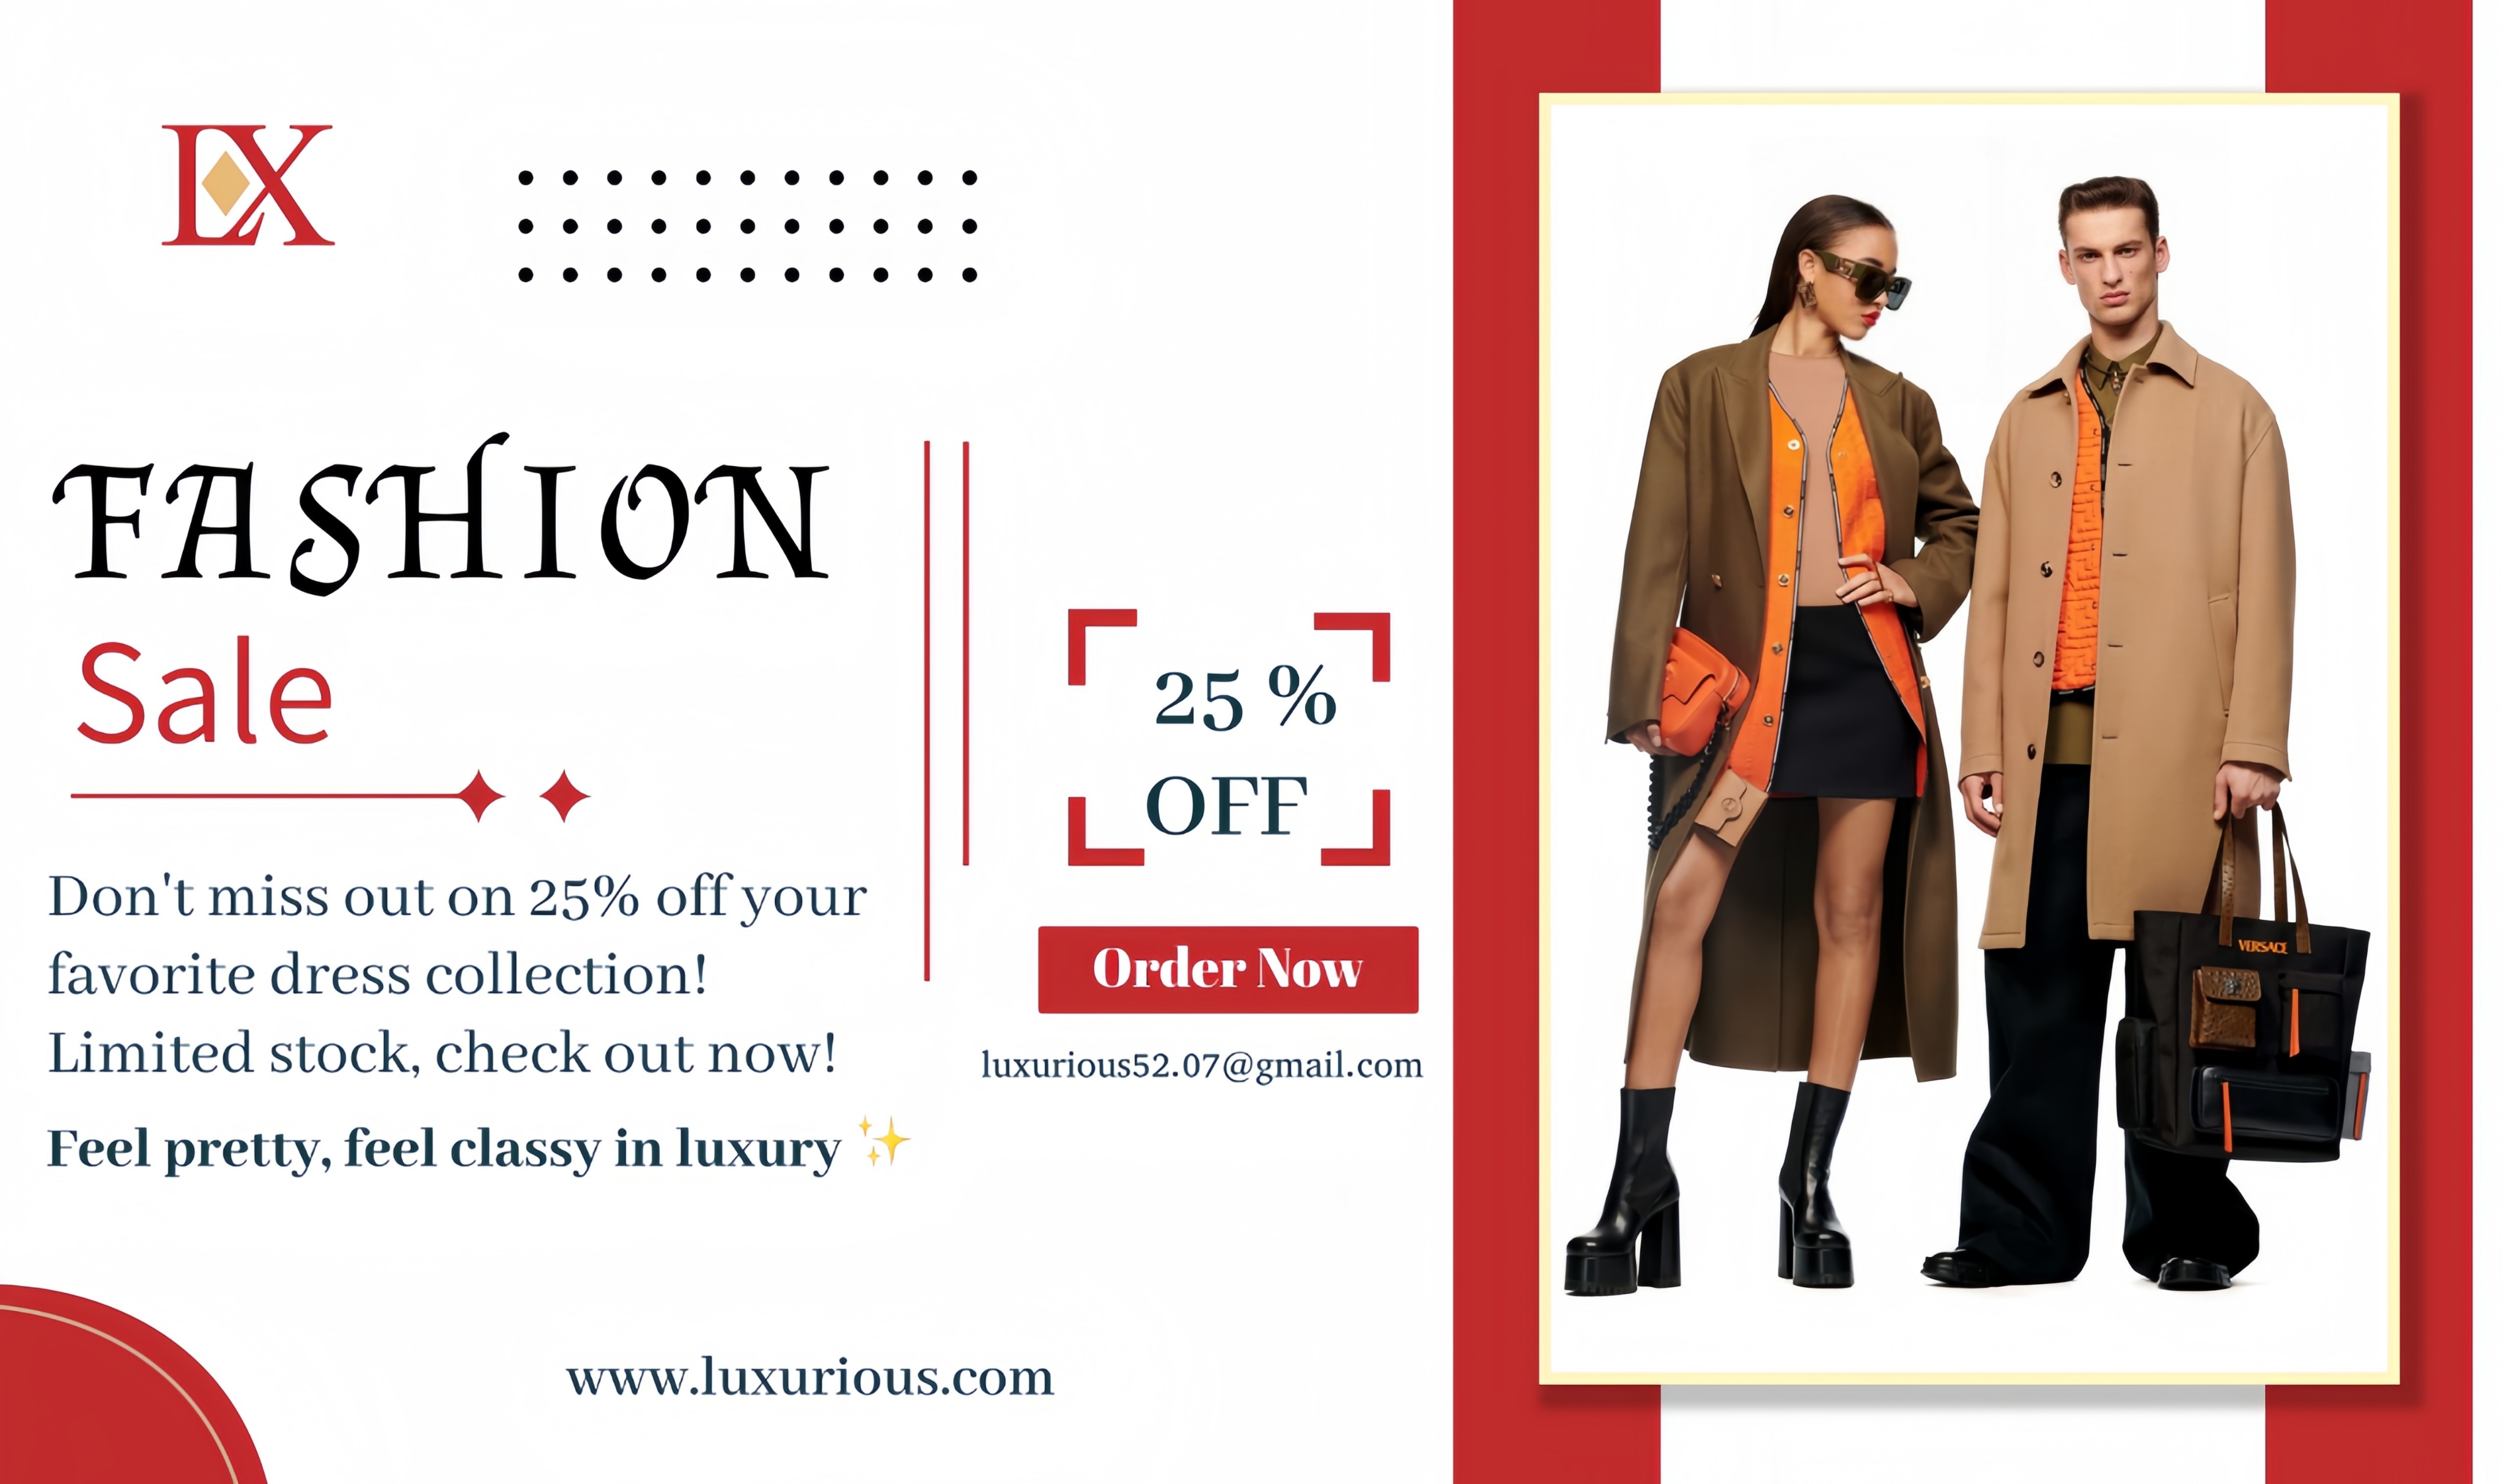 LX
FASHION
Sale
Don't miss out on 25% off your
favorite dress collection!
Limited stock, check out now!
Feel pretty, feel classy in luxury ✨
25 %
OFF
Order Now
luxurious52.07@gmail.com
www.luxurious.com
VERSACE